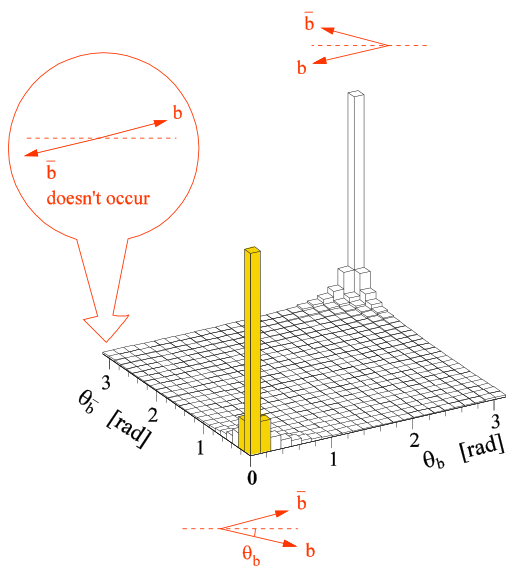 b̅
b
b
b̅
doesn't occur
3
2
1
θb̅ [rad]
0
1
2
3
θb [rad]
b̅
b
θb